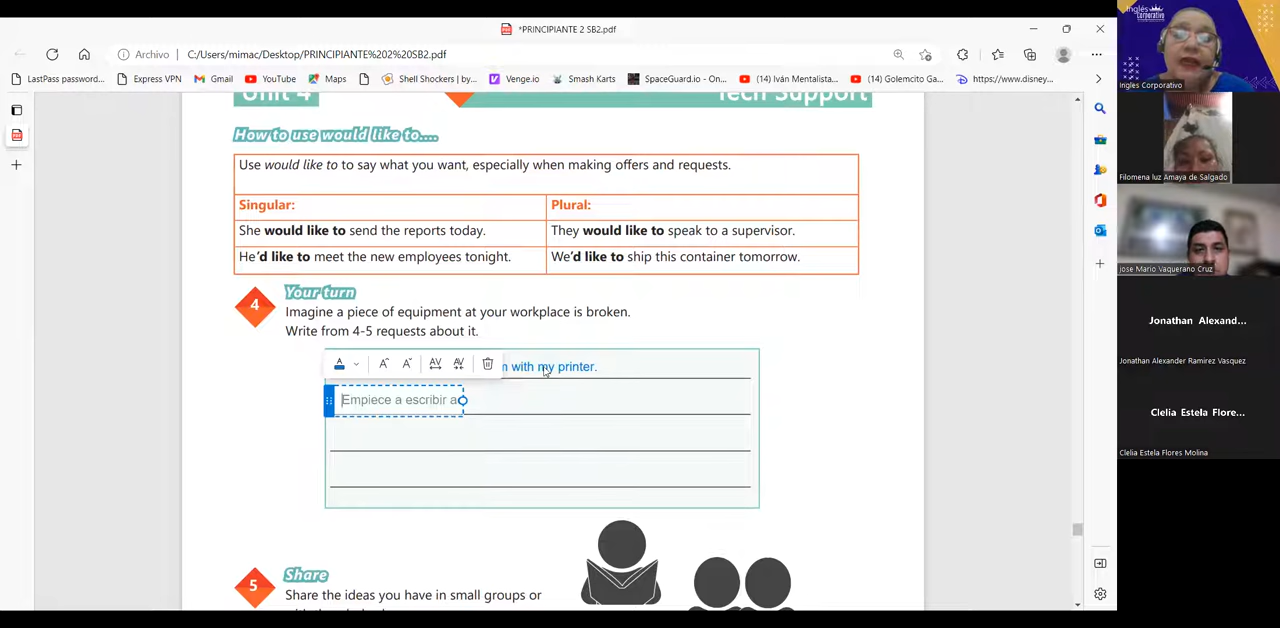 *PRINCIPIANTE 2 SB2.pdf
Archivo
C:/Users/mimac/Desktop/PRINCIPIANTE%202%20SB2.pdf
LastPass password...
Express VPN
Gmail
YouTube
Maps
Shell Shockers | by...
Venge.io
Smash Karts
SpaceGuard.io - On...
(14) Iván Mentalista...
(14) Golemcito Ga...
https://www.disney...
Unit 4
Tech Support
How to use would like to....
Use would like to to say what you want, especially when making offers and requests.
Singular:
Plural:
She would like to send the reports today.
They would like to speak to a supervisor.
He'd like to meet the new employees tonight.
We'd like to ship this container tomorrow.
4
Your turn
Imagine a piece of equipment at your workplace is broken.
Write from 4-5 requests about it.
with my printer.
Empiece a escribir a
5
Share
Share the ideas you have in small groups or
Inglés
Corporativo
Ingles Corporativo
Filomena luz Amaya de Salgado
jose Mario Vaquerano Cruz
Jonathan Alexand...
Jonathan Alexander Ramirez Vasquez
Clelia Estela Flore...
Clelia Estela Flores Molina